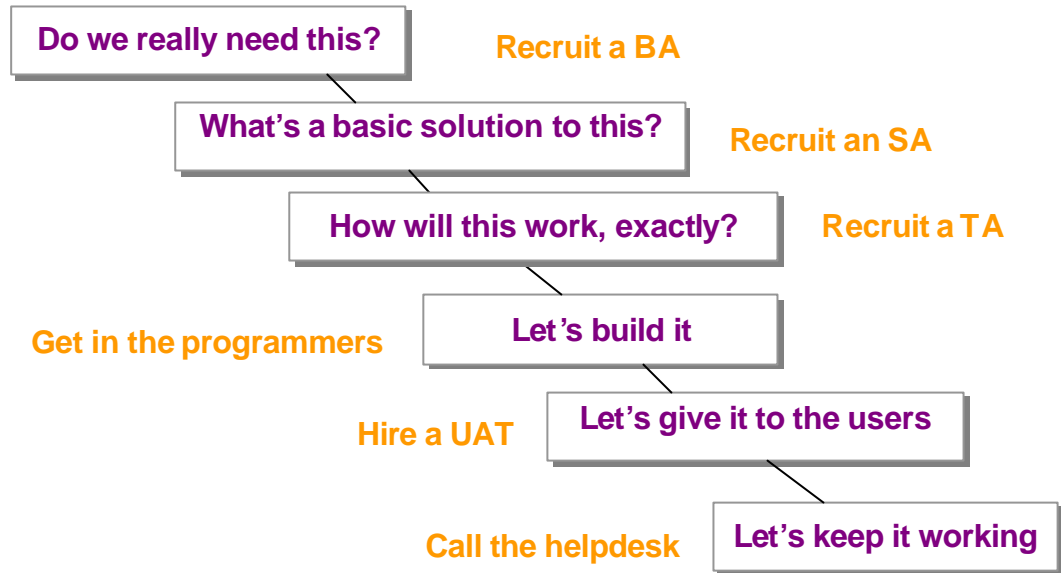 Do we really need this?
Recruit a BA
What's a basic solution to this?
Recruit an SA
How will this work, exactly?
Recruit a TA
Let's build it
Get in the programmers
Let's give it to the users
Hire a UAT
Let's keep it working
Call the helpdesk